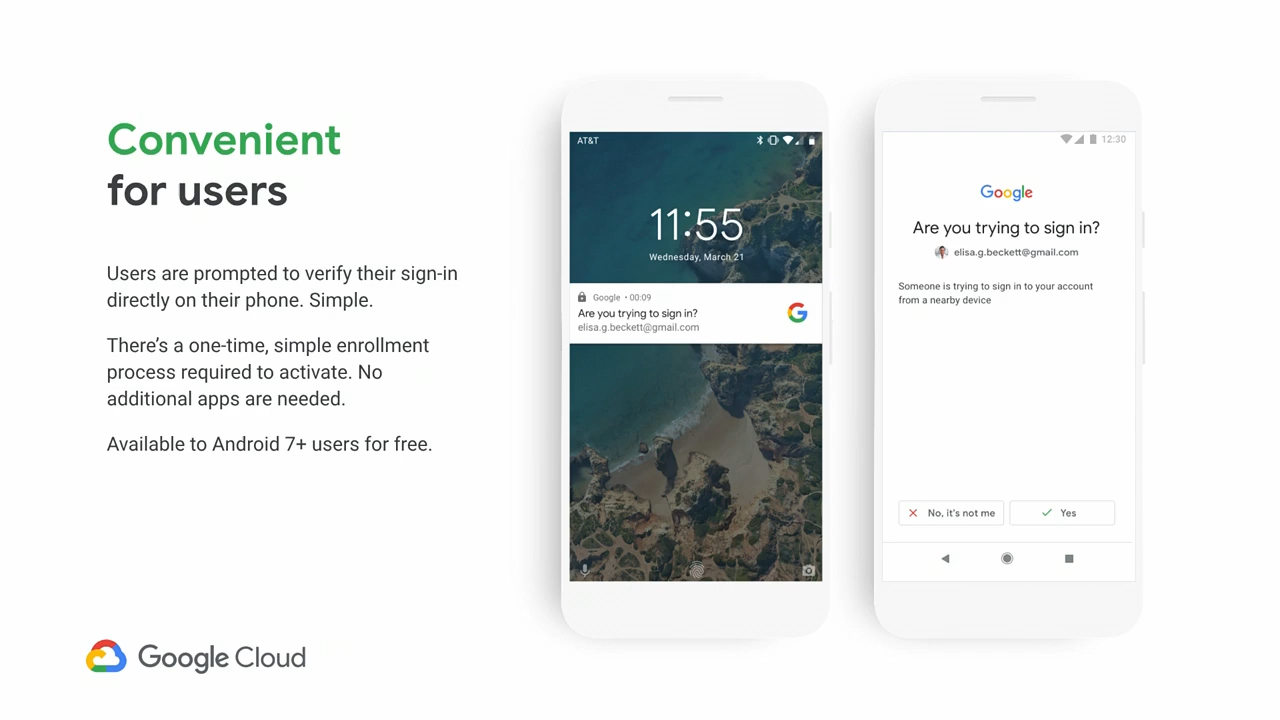 Convenient
for users
Users are prompted to verify their sign-in
directly on their phone. Simple.
There’s a one-time, simple enrollment
process required to activate. No
additional apps are needed.
Available to Android 7+ users for free.
Google Cloud
AT&T
11:55
Wednesday, March 21
Google • 00:09
Are you trying to sign in?
elisa.g.beckett@gmail.com
G
12:30
Google
Are you trying to sign in?
elisa.g.beckett@gmail.com
Someone is trying to sign in to your account
from a nearby device
No, it's not me
Yes